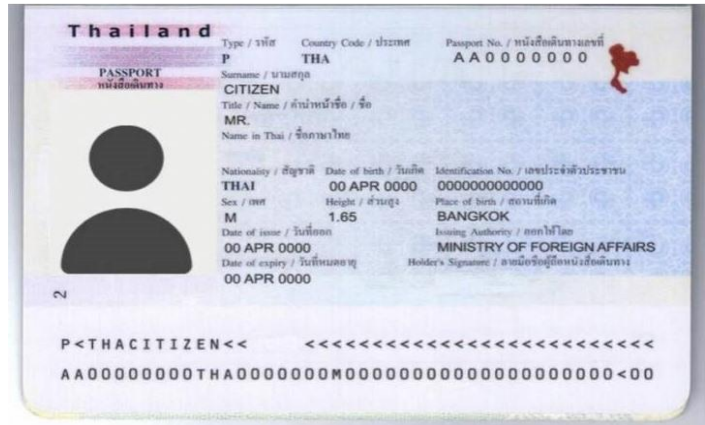 Thailand
PASSPORT
หนังสือเดินทาง
Type / รหัส Country Code / ประเทศ Passport No. / หนังสือเดินทางเลขที่
P THA AA0000000
Surname / นามสกุล
CITIZEN
Title / Name / คำนำหน้าชื่อ / ชื่อ
MR.
Name in Thai / ชื่อภาษาไทย
Nationality / สัญชาติ Date of birth / วันเกิด Identification No. / เลขประจำตัวประชาชน
THAI 00 APR 0000 0000000000000
Sex / เพศ Height / ส่วนสูง Place of birth / สถานที่เกิด
M 1.65 BANGKOK
Date of issue / วันที่ออก Issuing Authority / ออกให้โดย
00 APR 0000 MINISTRY OF FOREIGN AFFAIRS
Date of expiry / วันที่หมดอายุ Holder's Signature / ลายมือชื่อผู้ถือหนังสือเดินทาง
00 APR 0000
2
P<THACITIZEN<< <<<<<<<<<<<<<<<<<<<<<<<<<<
AA00000000THA0000000M00000000000000000000000<00